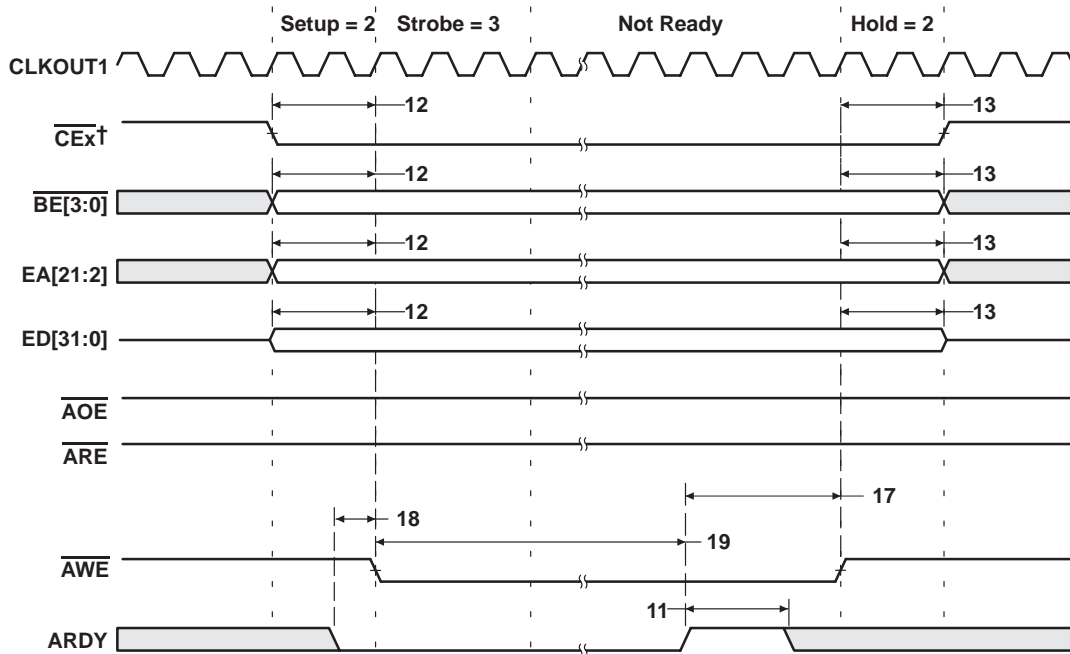 Setup = 2 Strobe = 3 Not Ready Hold = 2
CLKOUT1
12 13
CEx†
12 13
BE[3:0]
12 13
EA[21:2]
12 13
ED[31:0]
AOE
ARE
17
18
19
AWE
11
ARDY